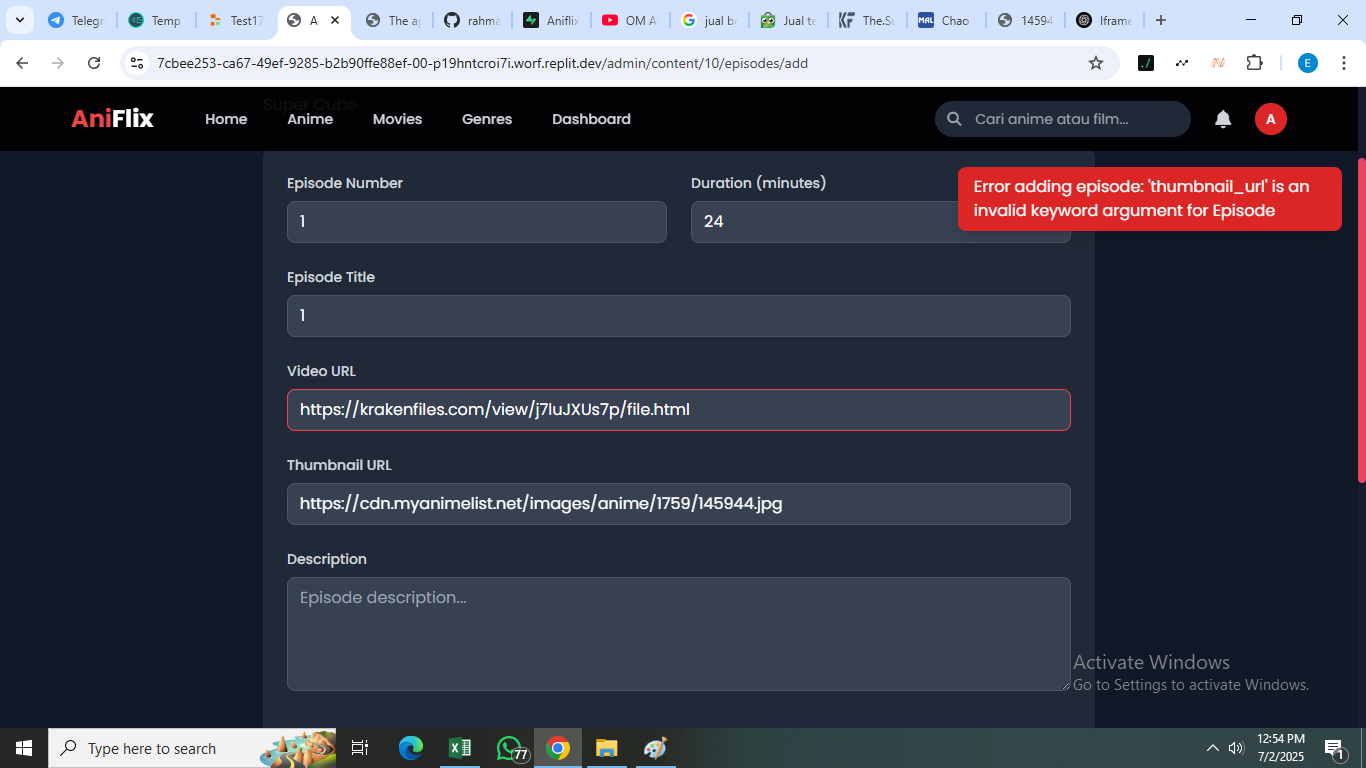 Telegr
Temp
Test17
A
The ap
rahma
Aniflix
OM A
jual be
Jual te
The.Su
Chao
14594
Iframe
7cbee253-ca67-49ef-9285-b2b90ffe88ef-00-p19hntcroi7i.worf.replit.dev/admin/content/10/episodes/add
E
Super Cube
AniFlix
Home
Anime
Movies
Genres
Dashboard
Cari anime atau film...
A
Error adding episode: 'thumbnail_url' is an
invalid keyword argument for Episode
Episode Number
Duration (minutes)
1
24
Episode Title
1
Video URL
https://krakenfiles.com/view/j7luJXUs7p/file.html
Thumbnail URL
https://cdn.myanimelist.net/images/anime/1759/145944.jpg
Description
Episode description...
Activate Windows
Go to Settings to activate Windows.
Type here to search
77
12:54 PM
7/2/2025
1